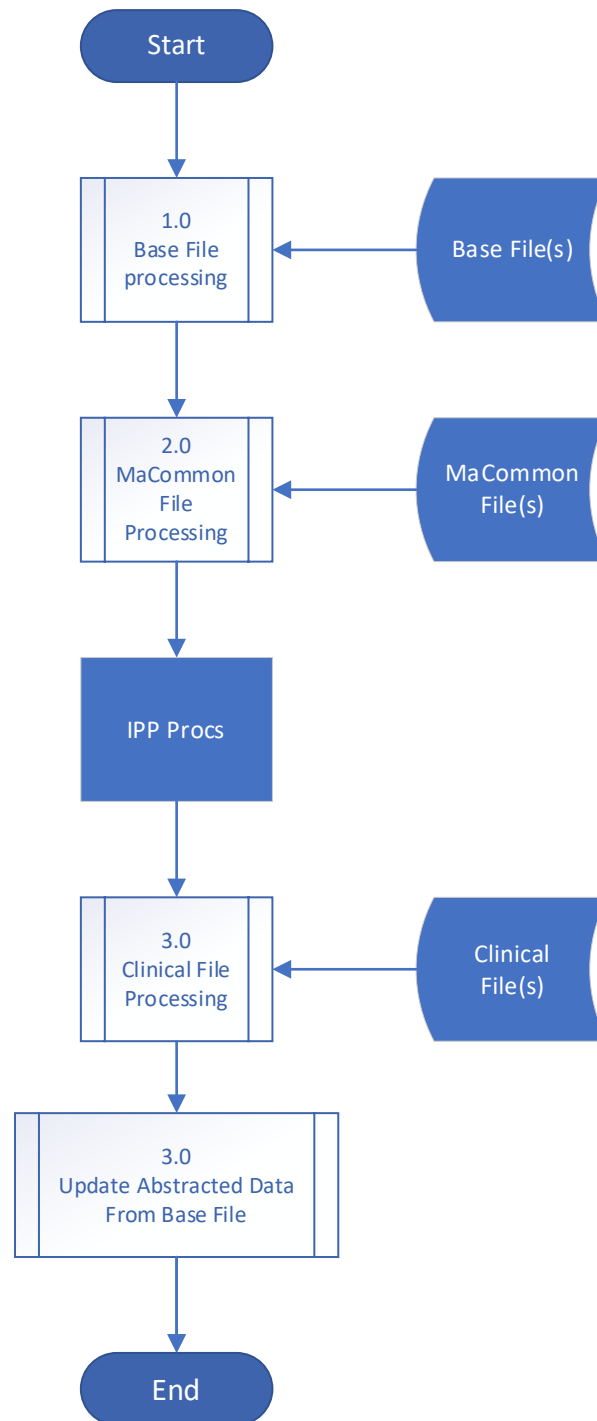 Start
1.0
Base File
processing
Base File(s)
2.0
MaCommon
File
Processing
MaCommon
File(s)
IPP Procs
3.0
Clinical File
Processing
Clinical
File(s)
3.0
Update Abstracted Data
From Base File
End